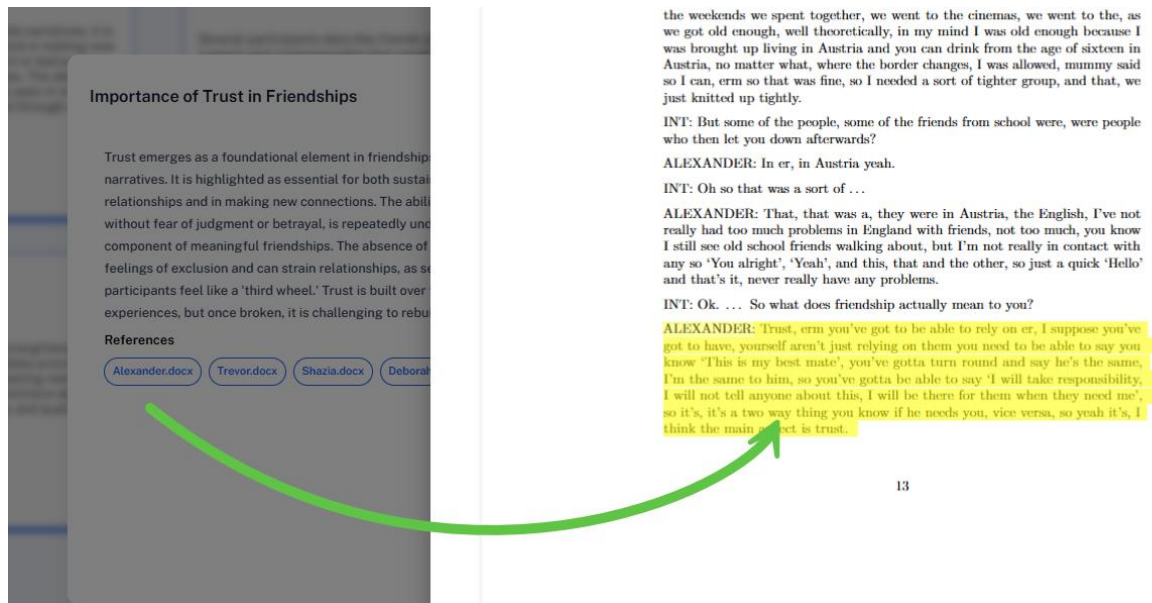 Importance of Trust in Friendships
Trust emerges as a foundational element in friendship
narratives. It is highlighted as essential for both sustai
relationships and in making new connections. The abili
without fear of judgment or betrayal, is repeatedly und
component of meaningful friendships. The absence of
feelings of exclusion and can strain relationships, as se
participants feel like a 'third wheel.' Trust is built over
experiences, but once broken, it is challenging to rebu
References
Alexander.docx Trevor.docx Shazia.docx Deborah
the weekends we spent together, we went to the cinemas, we went to the, as
we got old enough, well theoretically, in my mind I was old enough because I
was brought up living in Austria and you can drink from the age of sixteen in
Austria, no matter what, where the border changes, I was allowed, mummy said
so I can, erm so that was fine, so I needed a sort of tighter group, and that, we
just knitted up tightly.
INT: But some of the people, some of the friends from school were, were people
who then let you down afterwards?
ALEXANDER: In er, in Austria yeah.
INT: Oh so that was a sort of ...
ALEXANDER: That, that was a, they were in Austria, the English, I've not
really had too much problems in England with friends, not too much, you know
I still see old school friends walking about, but I'm not really in contact with
any so 'You alright', 'Yeah', and this, that and the other, so just a quick 'Hello'
and that's it, never really have any problems.
INT: Ok. ... So what does friendship actually mean to you?
ALEXANDER: Trust, erm you've got to be able to rely on er, I suppose you've
got to have, yourself aren't just relying on them you need to be able to say you
know 'This is my best mate', you've gotta turn round and say he's the same,
I'm the same to him, so you've gotta be able to say 'I will take responsibility,
I will not tell anyone about this, I will be there for them when they need me',
so it's, it's a two way thing you know if he needs you, vice versa, so yeah it's, I
think the main is trust.
13